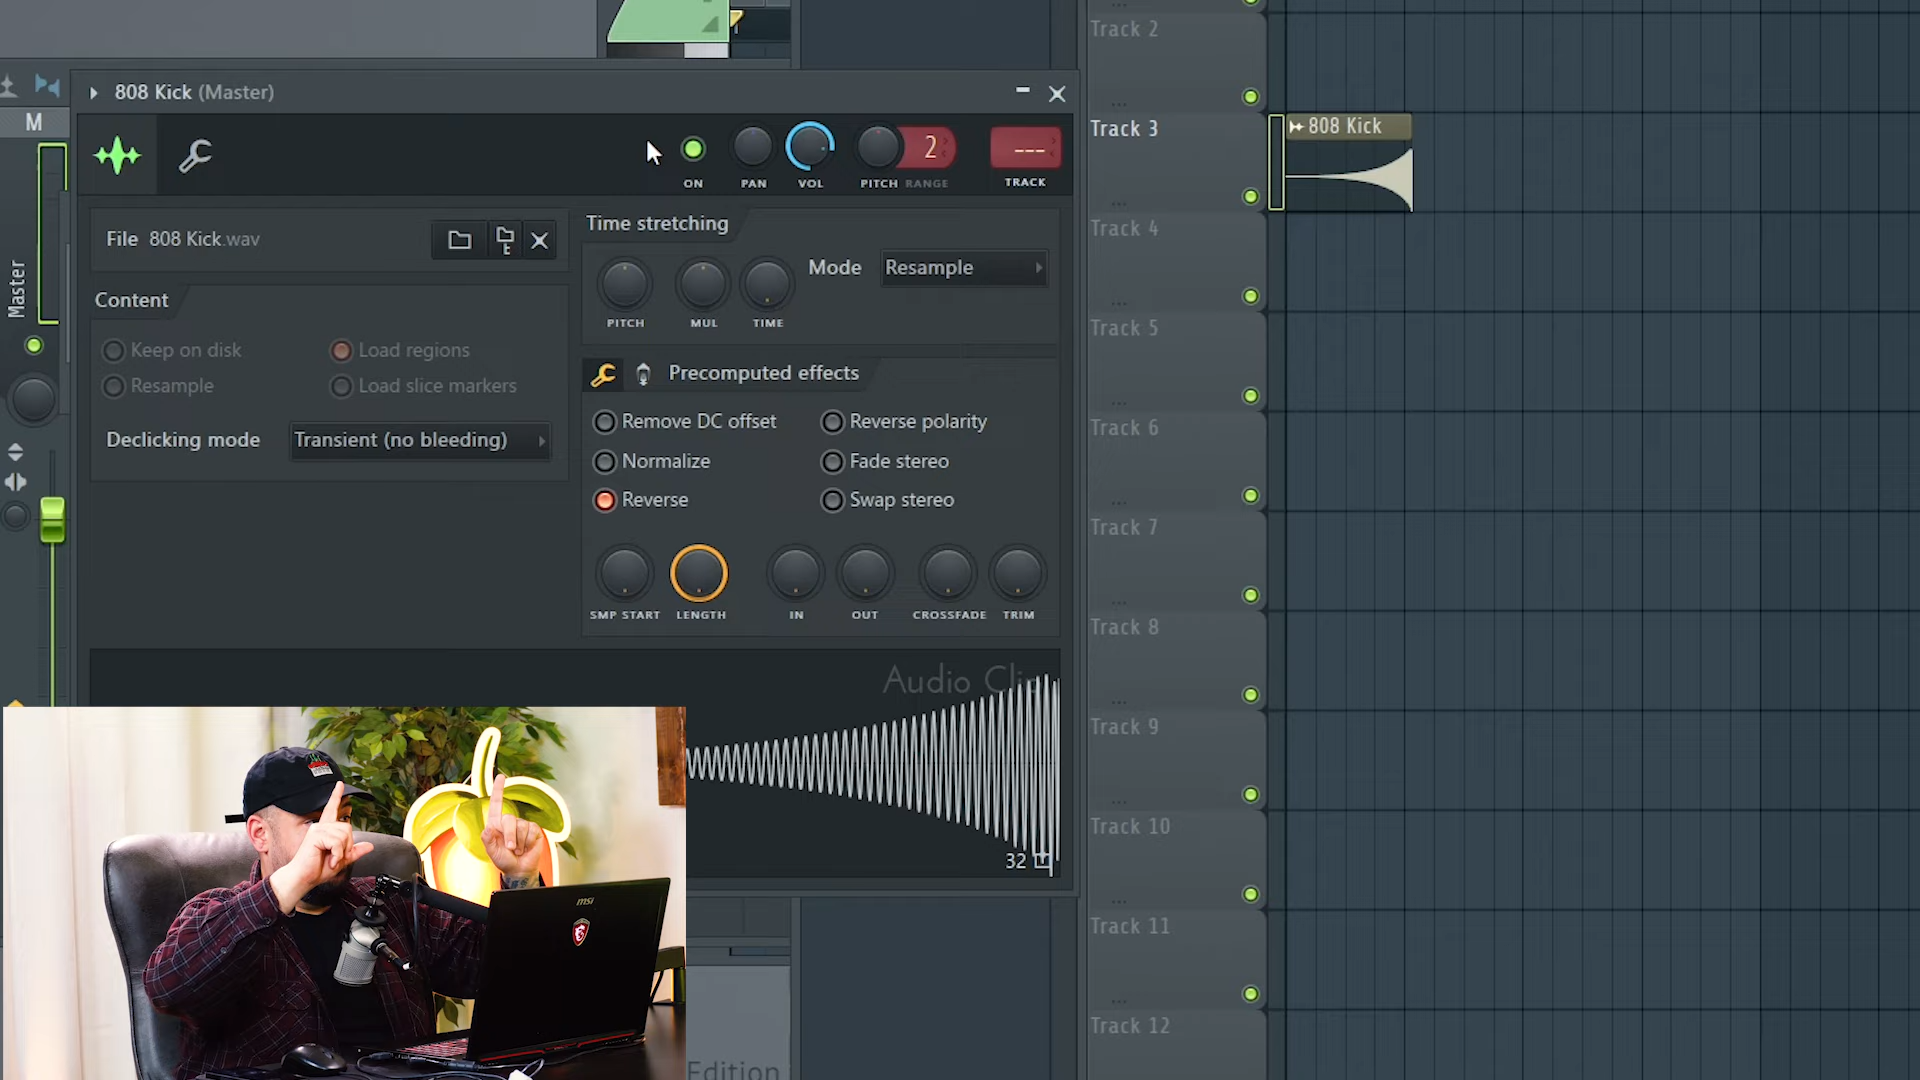 Track 2
...
808 Kick (Master)
M
2
---
ON
PAN
VOL
PITCH RANGE
TRACK
Track 3
808 Kick
...
File 808 Kick.wav
Time stretching
Mode Resample
PITCH
MUL
TIME
Content
Keep on disk
Load regions
Resample
Load slice markers
Declicking mode
Transient (no bleeding)
Master
Precomputed effects
Remove DC offset
Reverse polarity
Normalize
Fade stereo
Reverse
Swap stereo
SMP START
LENGTH
IN
OUT
CROSSFADE
TRIM
Audio Clip
32
Track 4
...
Track 5
...
Track 6
...
Track 7
...
Track 8
...
Track 9
...
Track 10
...
Track 11
...
Track 12
msi
Edition